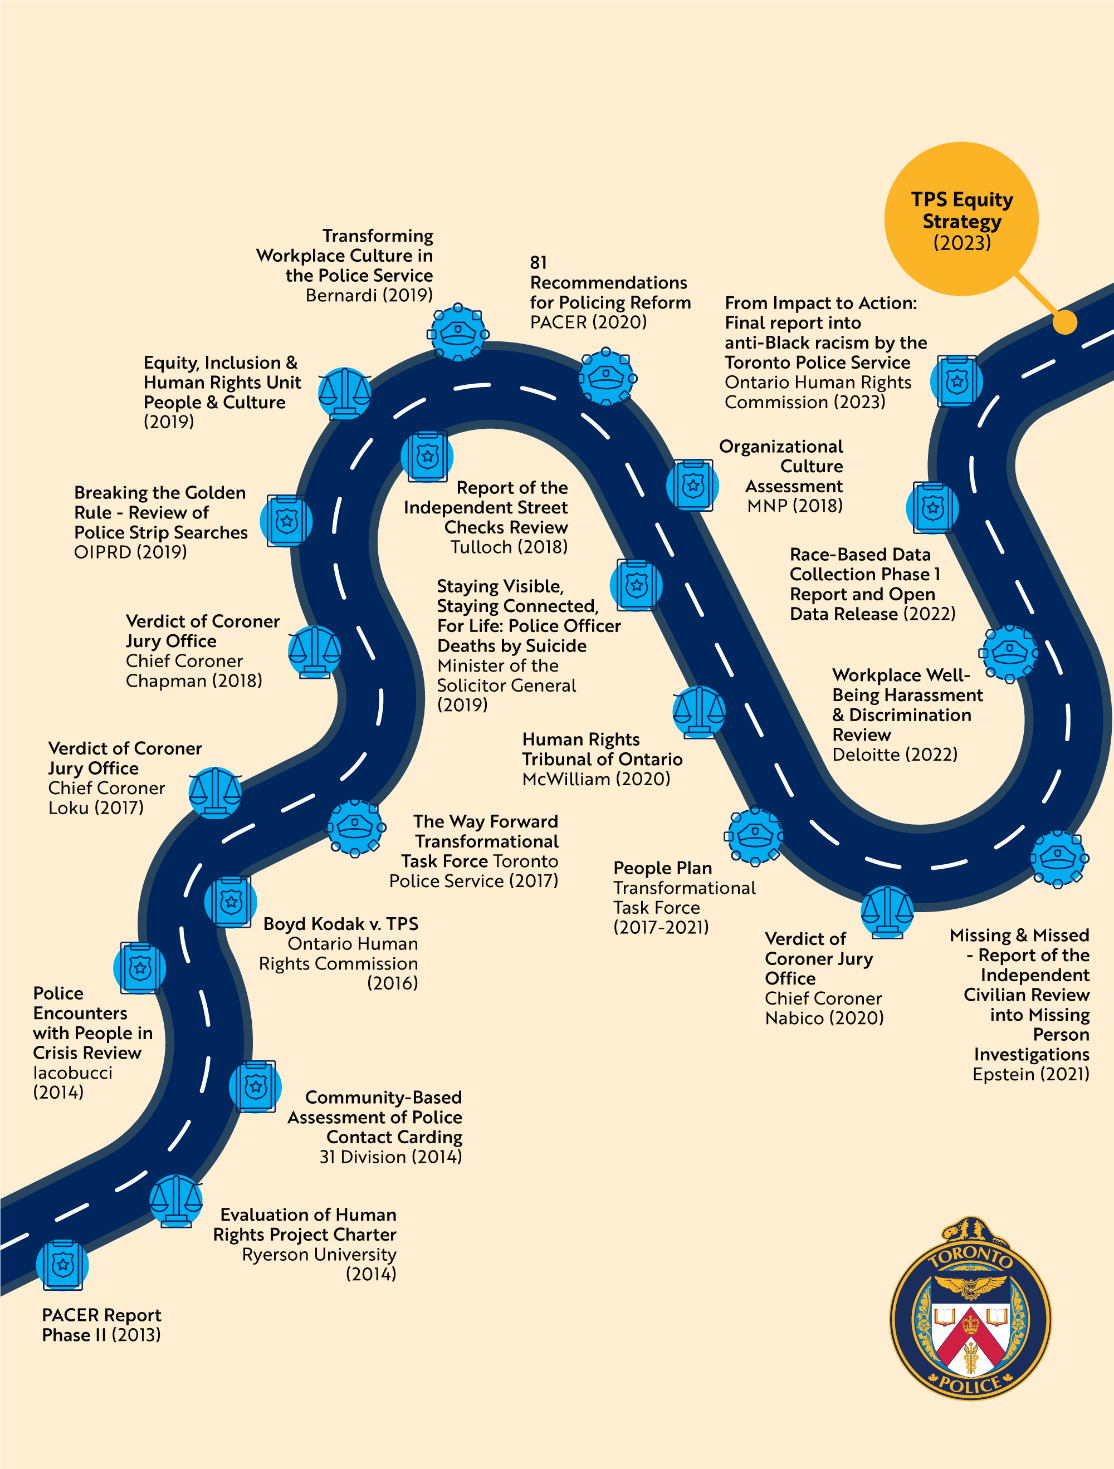 TPS Equity
Strategy
(2023)
Transforming
Workplace Culture in
the Police Service
Bernardi (2019)
81
Recommendations
for Policing Reform
PACER (2020)
From Impact to Action:
Final report into
anti-Black racism by the
Toronto Police Service
Ontario Human Rights
Commission (2023)
Equity, Inclusion &
Human Rights Unit
People & Culture
(2019)
Organizational
Culture
Assessment
MNP (2018)
Breaking the Golden
Rule - Review of
Police Strip Searches
OIPRD (2019)
Report of the
Independent Street
Checks Review
Tulloch (2018)
Race-Based Data
Collection Phase 1
Report and Open
Data Release (2022)
Staying Visible,
Staying Connected,
For Life: Police Officer
Deaths by Suicide
Minister of the
Solicitor General
(2019)
Verdict of Coroner
Jury Office
Chief Coroner
Chapman (2018)
Workplace Well-
Being Harassment
& Discrimination
Review
Deloitte (2022)
Human Rights
Tribunal of Ontario
McWilliam (2020)
Verdict of Coroner
Jury Office
Chief Coroner
Loku (2017)
The Way Forward
Transformational
Task Force Toronto
Police Service (2017)
People Plan
Transformational
Task Force
(2017-2021)
Boyd Kodak v. TPS
Ontario Human
Rights Commission
(2016)
Verdict of
Coroner Jury
Office
Chief Coroner
Nabico (2020)
Missing & Missed
- Report of the
Independent
Civilian Review
into Missing
Person
Investigations
Epstein (2021)
Police
Encounters
with People in
Crisis Review
Iacobucci
(2014)
Community-Based
Assessment of Police
Contact Carding
31 Division (2014)
Evaluation of Human
Rights Project Charter
Ryerson University
(2014)
PACER Report
Phase II (2013)
TORONTO
POLICE